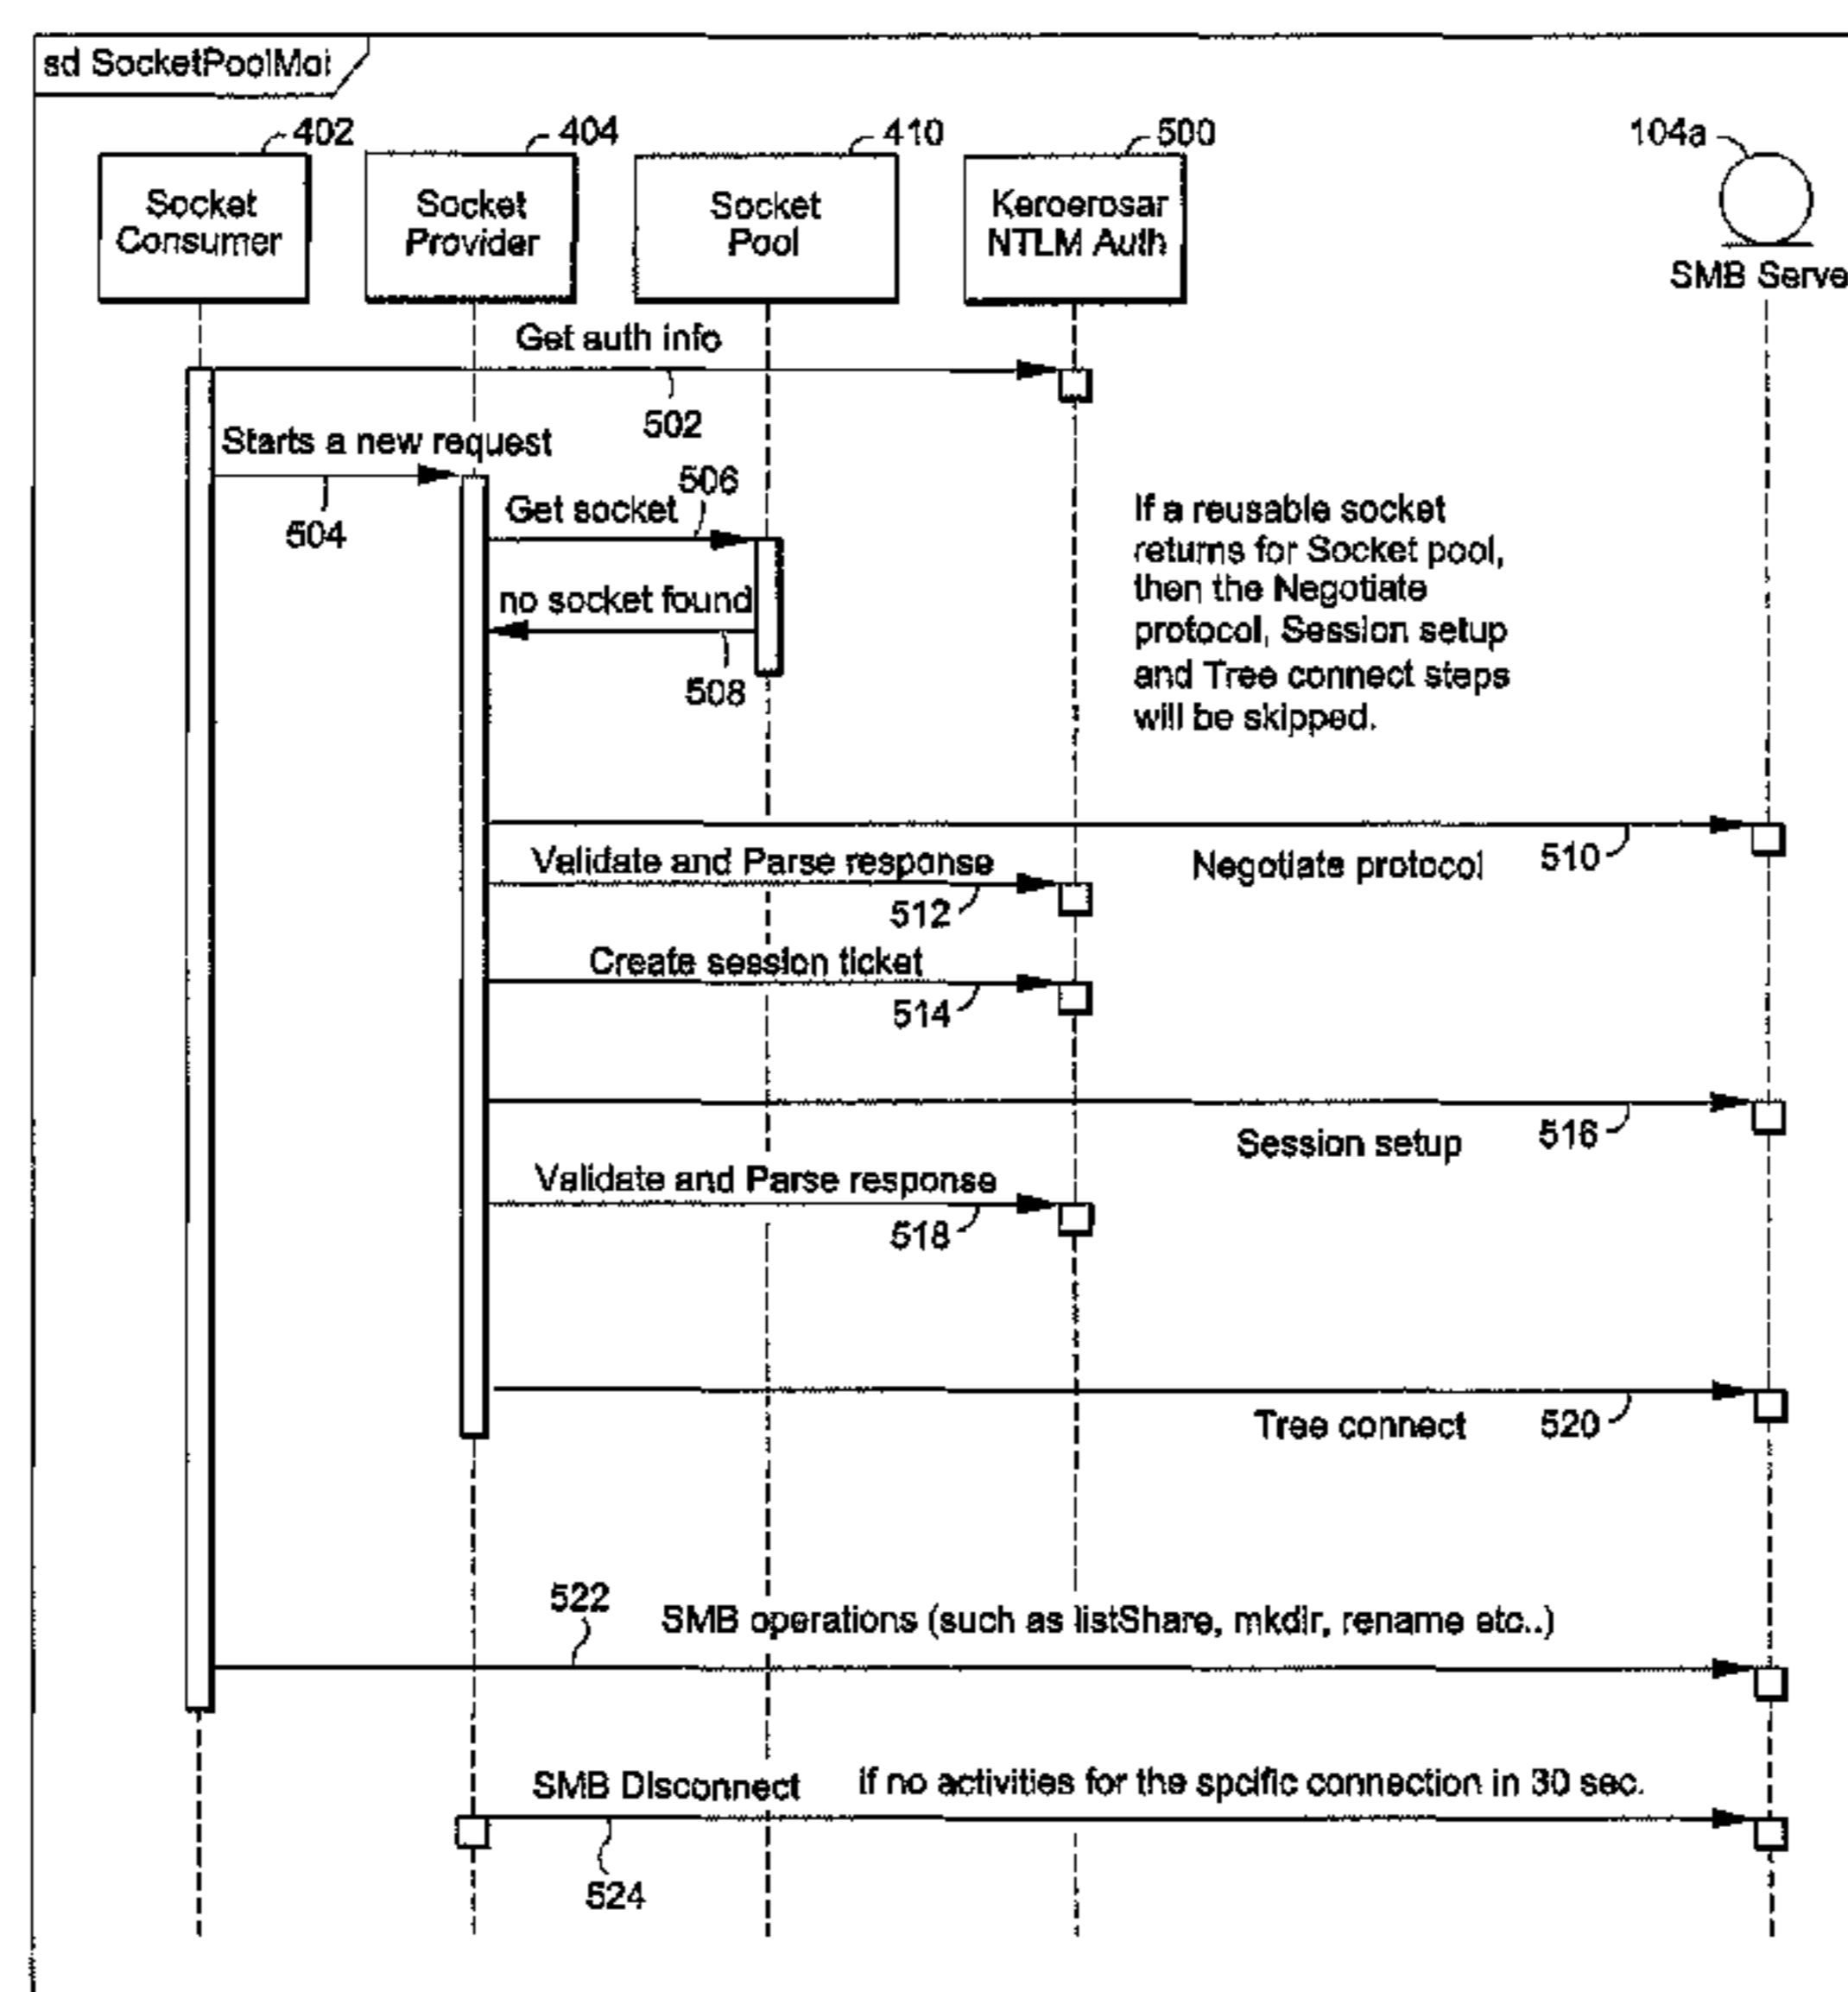 sd SocketPoolMoi
402
404
410
500
104a
Socket
Consumer
Socket
Provider
Socket
Pool
Keroerosar
NTLM Auth
SMB Serve
Get auth info
502
Starts a new request
504
Get socket
506
no socket found
508
If a reusable socket
returns for Socket pool,
then the Negotiate
protocol, Session setup
and Tree connect steps
will be skipped.
Negotiate protocol
510
Validate and Parse response
512
Create session ticket
514
Session setup
516
Validate and Parse response
518
Tree connect
520
522
SMB operations (such as listShare, mkdir, rename etc..)
SMB Disconnect
If no activities for the spcific connection in 30 sec.
524